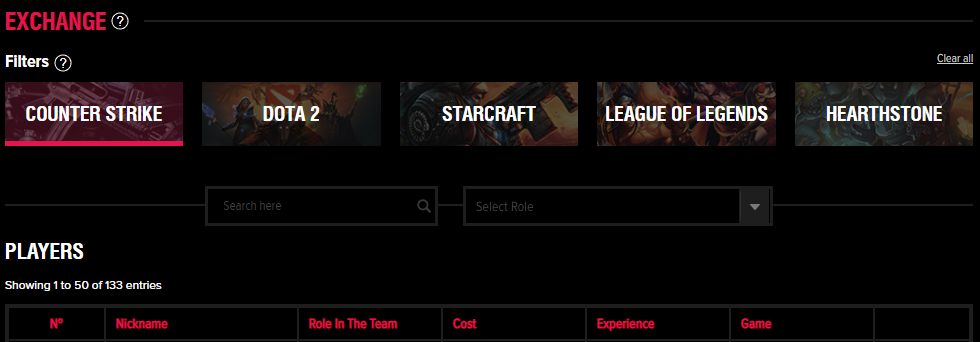 EXCHANGE ?
Filters ?
Clear all
COUNTER STRIKE
DOTA 2
STARCRAFT
LEAGUE OF LEGENDS
HEARTHSTONE
Search here
Select Role
PLAYERS
Showing 1 to 50 of 133 entries
Nº Nickname Role In The Team Cost Experience Game